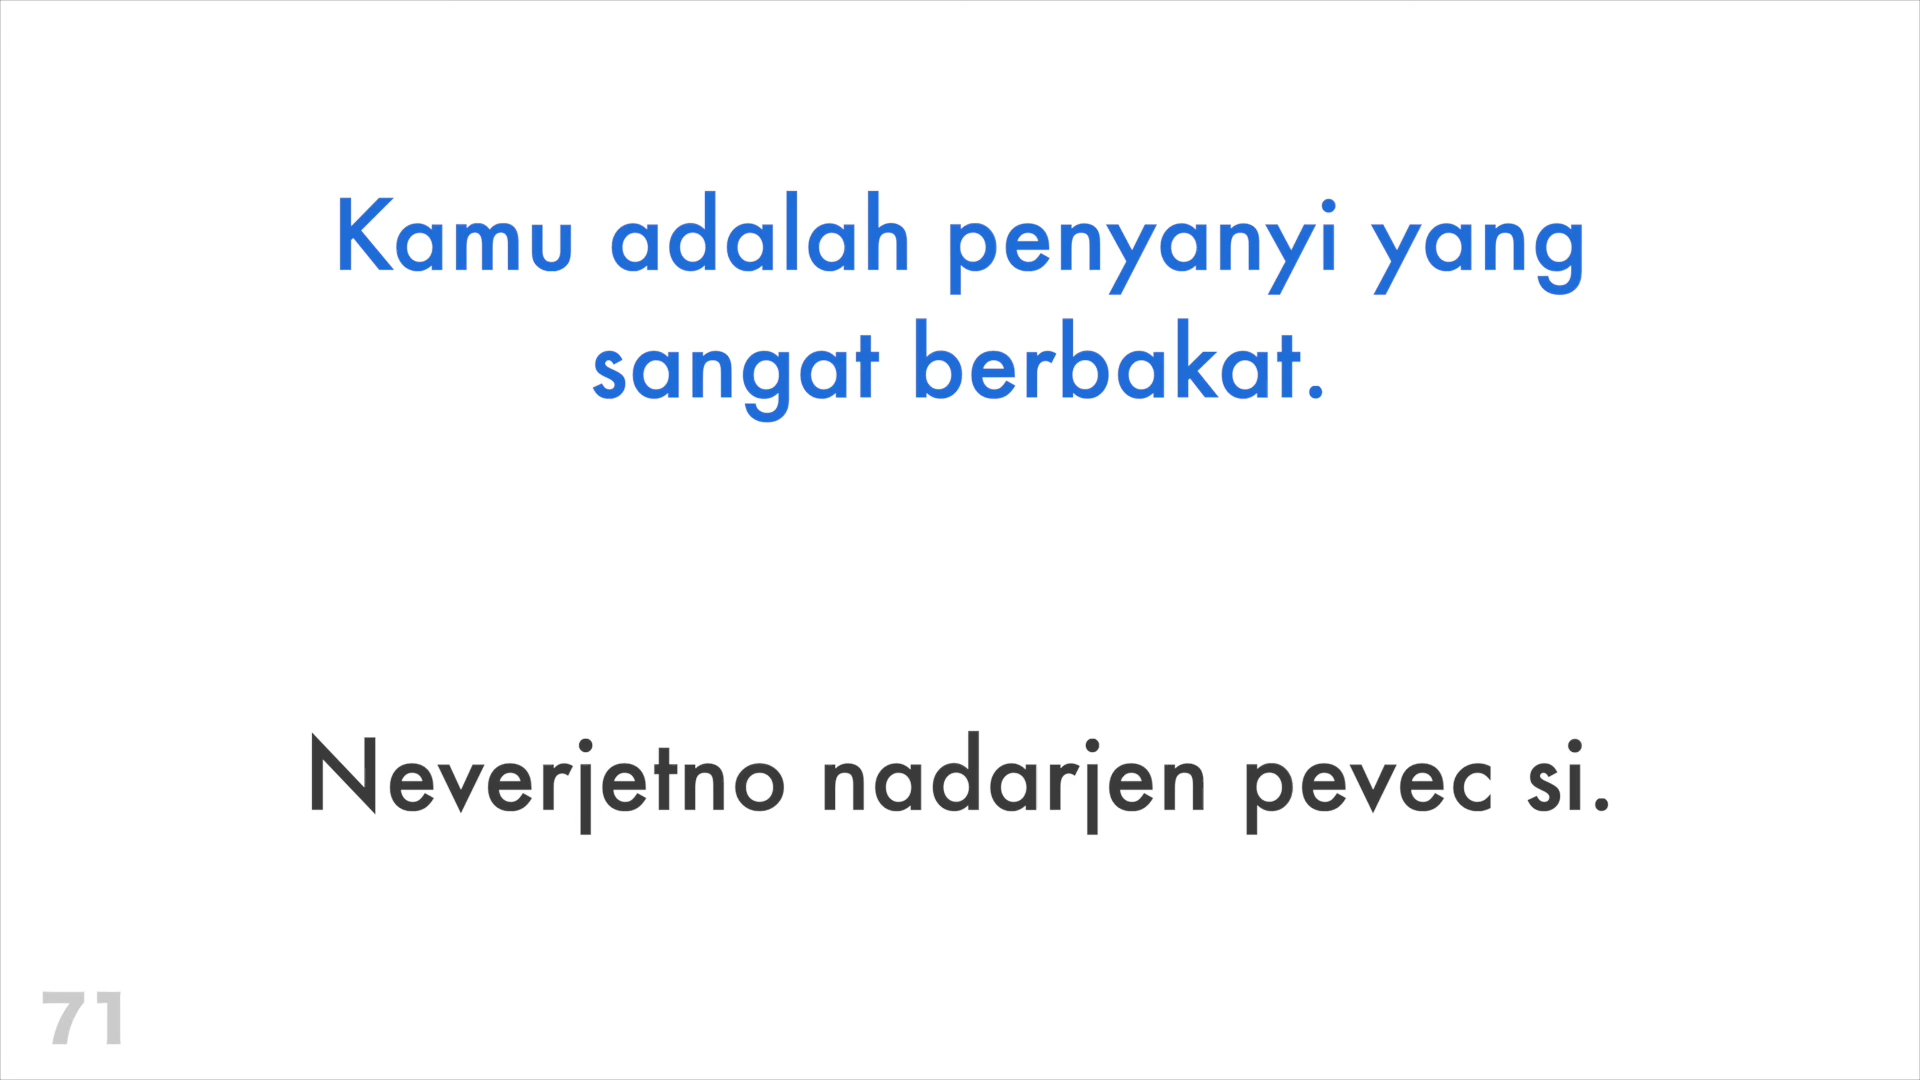 Kamu adalah penyanyi yang
sangat berbakat.
Neverjetno nadarjen pevec si.
71